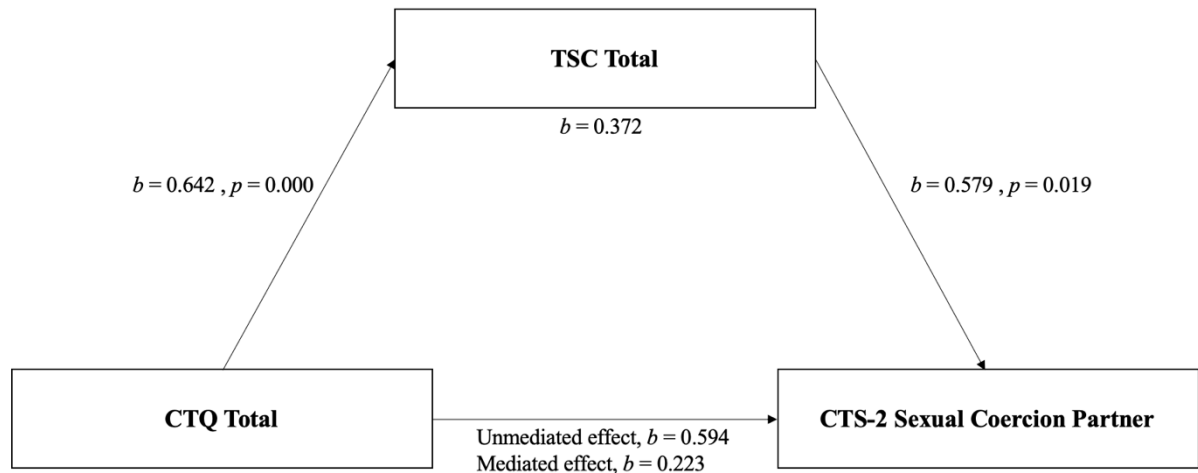 TSC Total
b = 0.372
b = 0.642 , p = 0.000
b = 0.579 , p = 0.019
CTQ Total
Unmediated effect, b = 0.594
Mediated effect, b = 0.223
CTS-2 Sexual Coercion Partner